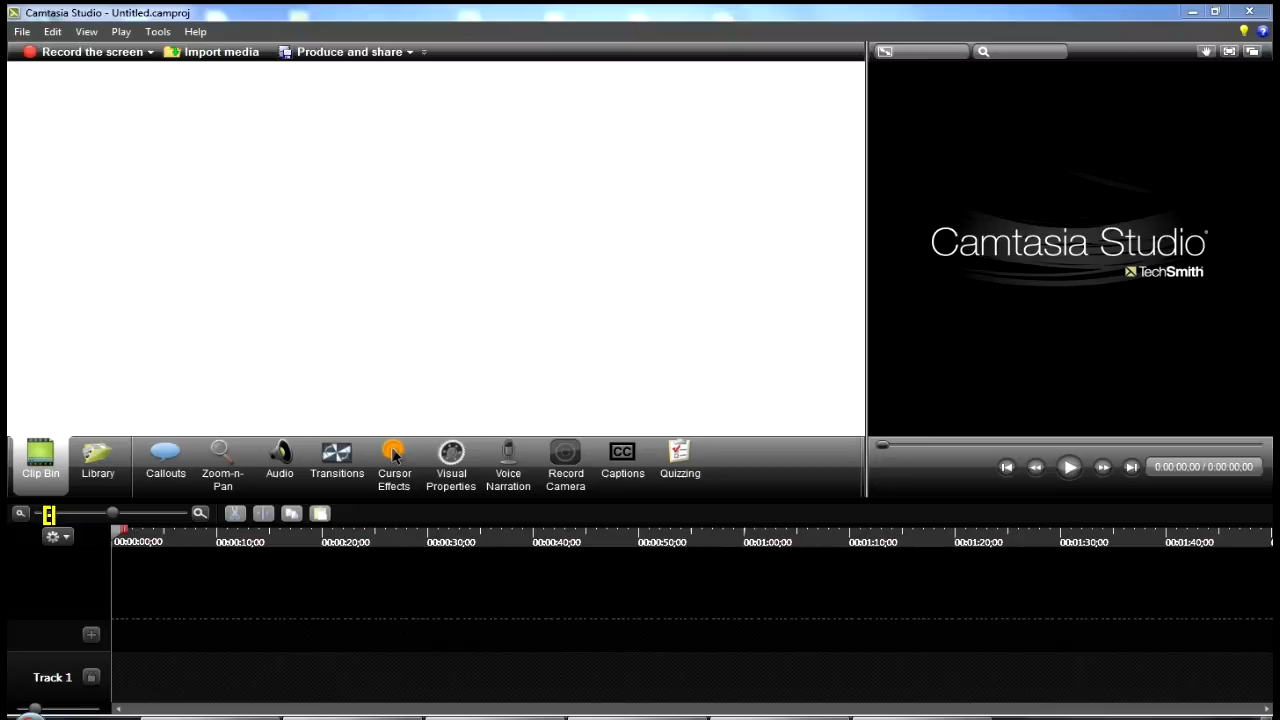 Camtasia Studio - Untitled.camproj
File Edit View Play Tools Help
Record the screen Import media Produce and share
Camtasia Studio
TechSmith
Clip Bin Library Callouts Zoom-n-Pan Audio Transitions Cursor Effects Visual Properties Voice Narration Record Camera Captions Quizzing
0:00:00;00 / 0:00:00;00
00:00:00;00 00:00:10;00 00:00:20;00 00:00:30;00 00:00:40;00 00:00:50;00 00:01:00;00 00:01:10;00 00:01:20;00 00:01:30;00 00:01:40;00
Track 1